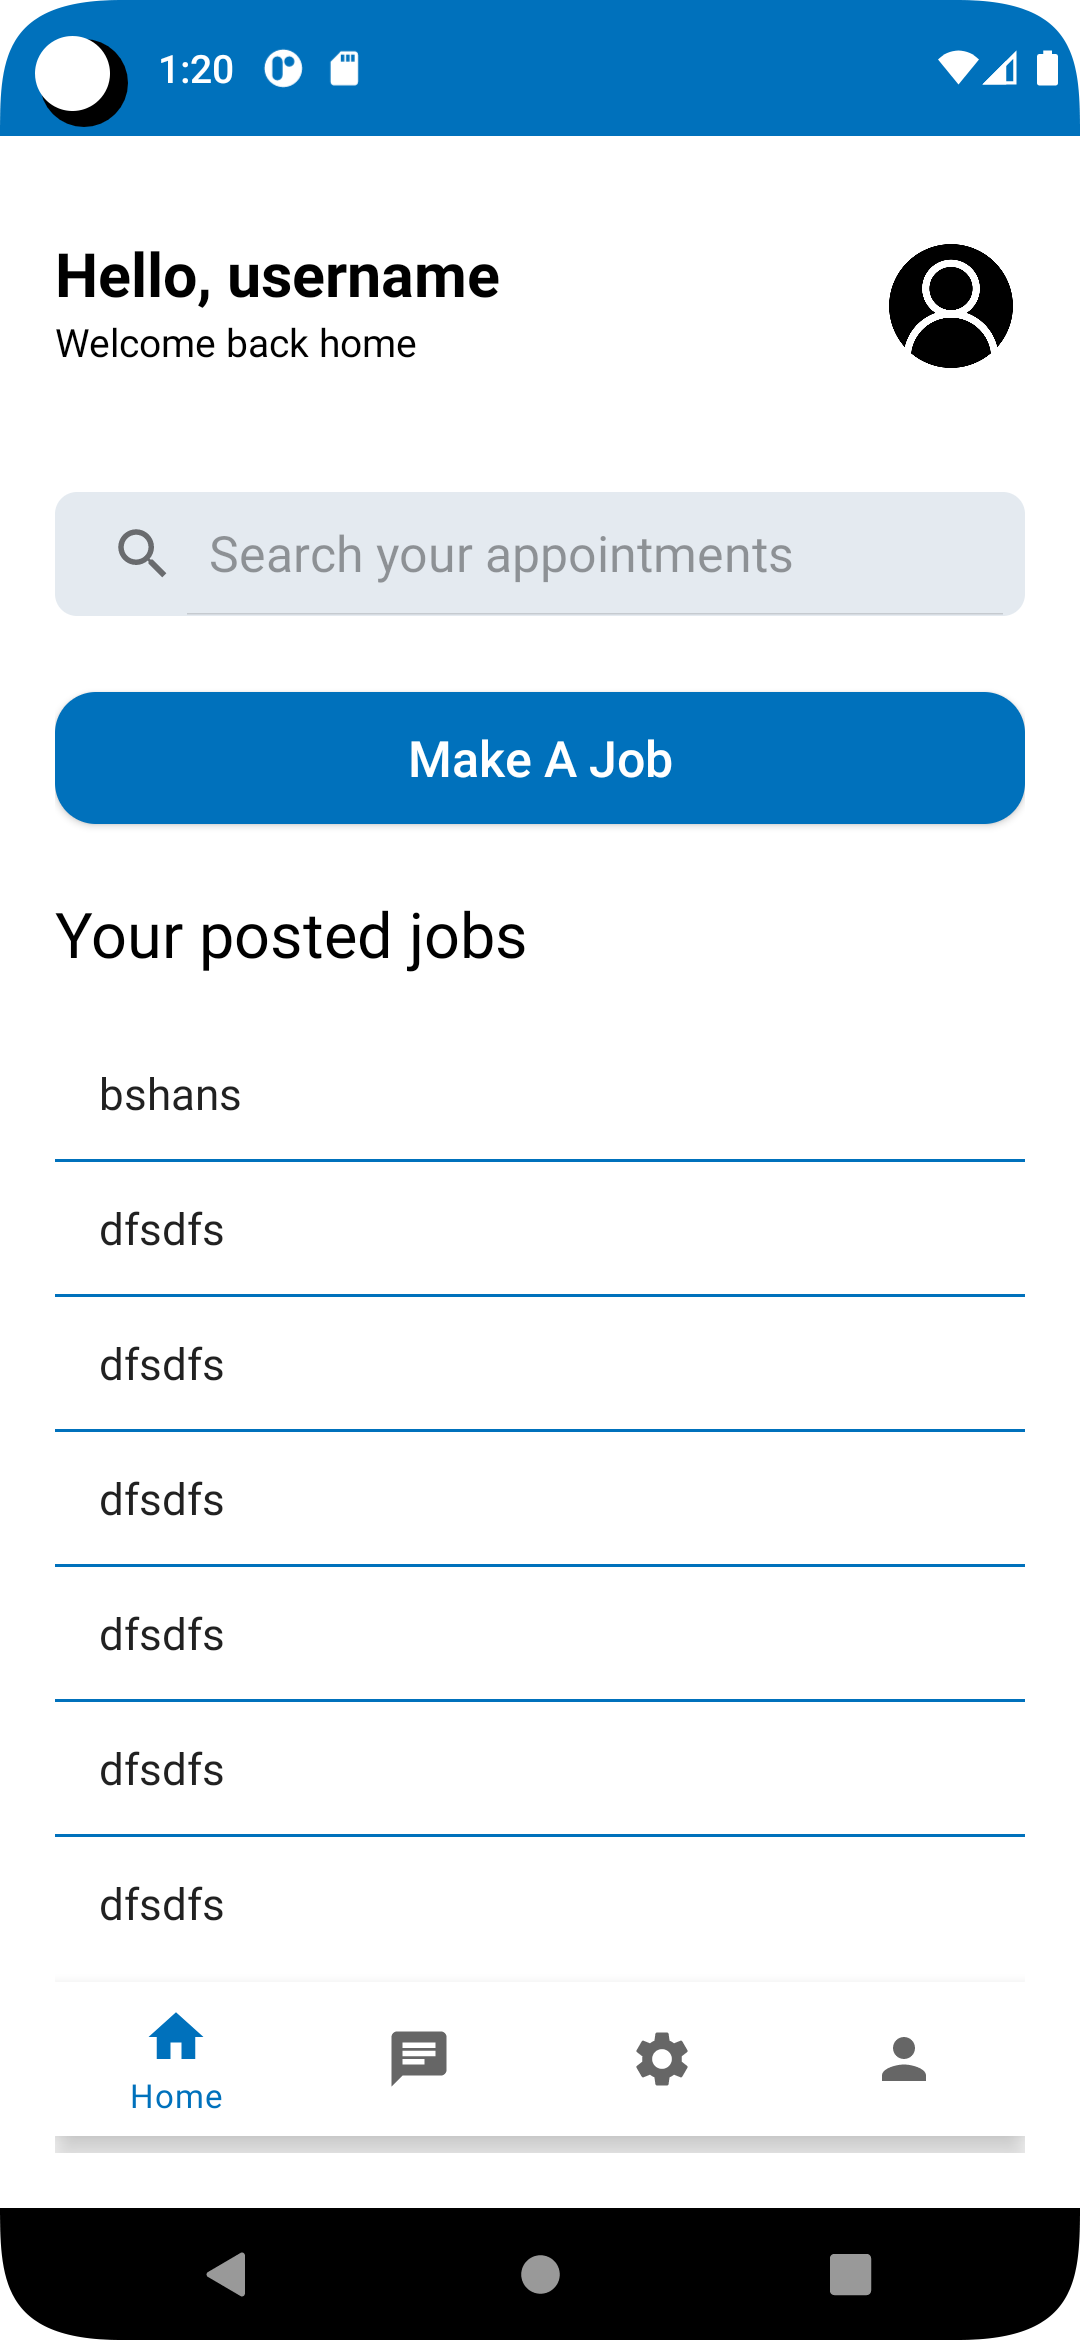 1:20
Hello, username
Welcome back home
Search your appointments
Make A Job
Your posted jobs
bshans
dfsdfs
dfsdfs
dfsdfs
dfsdfs
dfsdfs
dfsdfs
Home